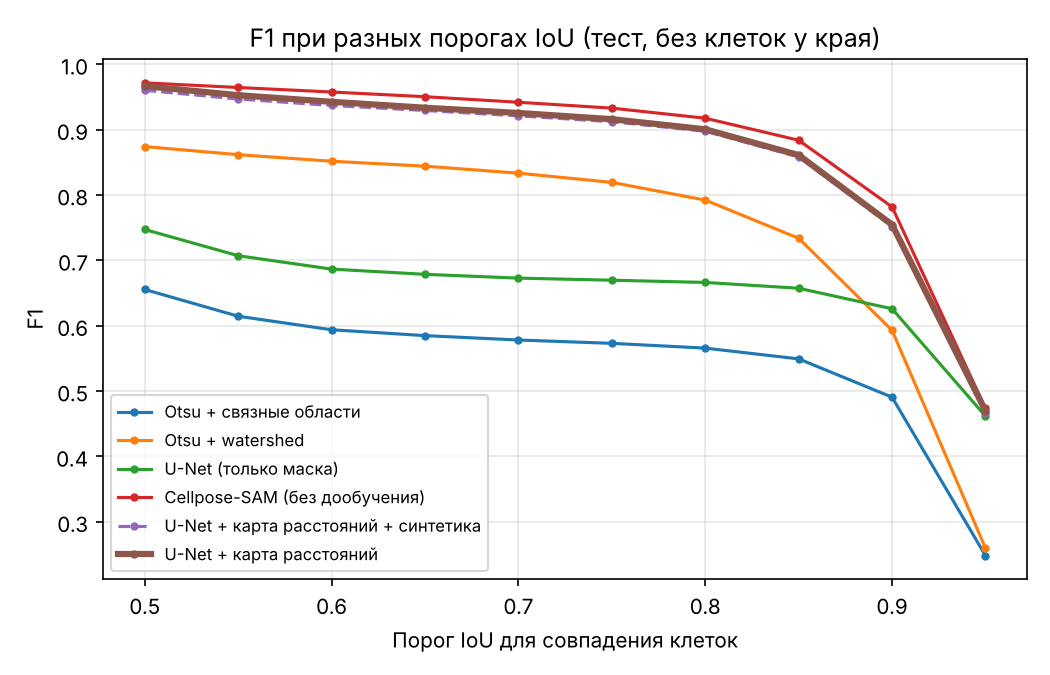 F1 при разных порогах IoU (тест, без клеток у края)
1.0
0.9
0.8
0.7
0.6
0.5
0.4
0.3
F1
Otsu + связные области
Otsu + watershed
U-Net (только маска)
Cellpose-SAM (без дообучения)
U-Net + карта расстояний + синтетика
U-Net + карта расстояний
0.5 0.6 0.7 0.8 0.9
Порог IoU для совпадения клеток